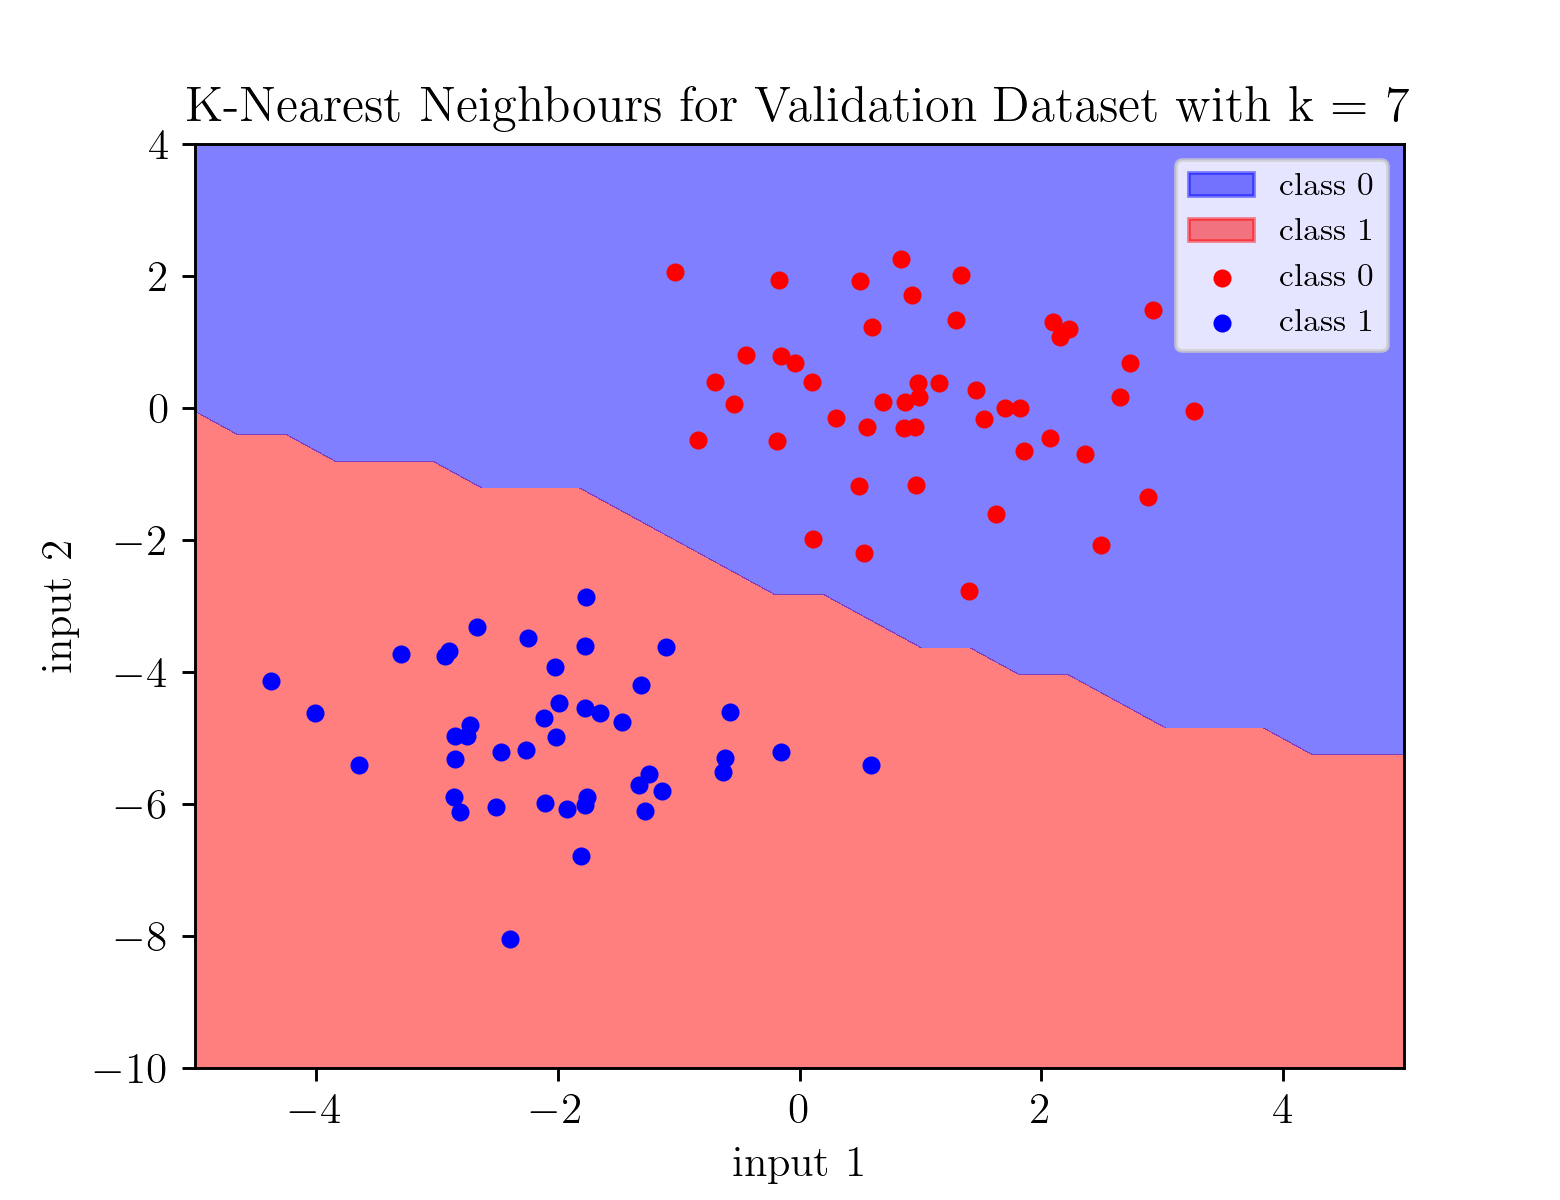 K-Nearest Neighbours for Validation Dataset with k = 7
4
2
0
−2
−4
−6
−8
−10
input 2
class 0
class 1
class 0
class 1
−4 −2 0 2 4
input 1